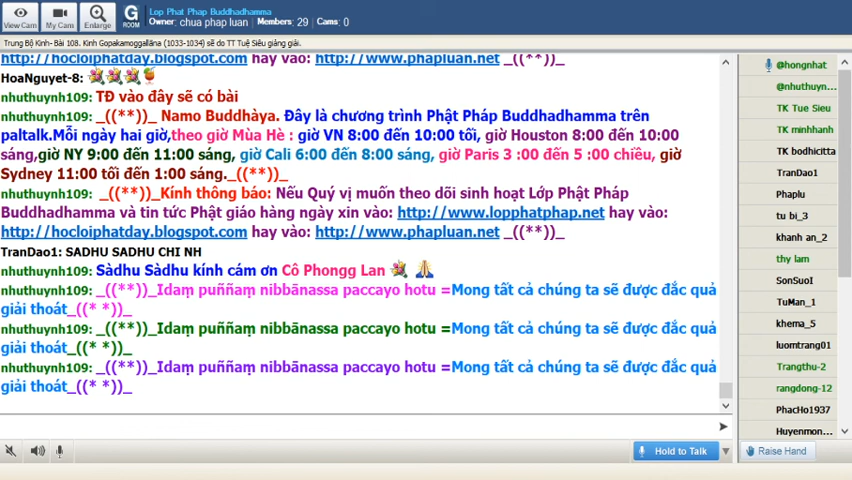 Lop Phat Phap Buddhadhamma
Owner: chua phap luan  Members: 29  Cams: 0
View Cam  My Cam  Enlarge  G ROOM
Trung Bộ Kinh- Bài 108. Kinh Gopakamoggallāna (1033-1034) sẽ do TT Tuệ Siêu giảng giải.
http://hocloiphatday.blogspot.com hay vào: http://www.phapluan.net _((**))_
HoaNguyet-8:
nhuthuynh109: TĐ vào đây sẽ có bài
nhuthuynh109: _((**))_ Namo Buddhàya. Đây là chương trình Phật Pháp Buddhadhamma trên
paltalk.Mỗi ngày hai giờ,theo giờ Mùa Hè : giờ VN 8:00 đến 10:00 tối, giờ Houston 8:00 đến 10:00
sáng,giờ NY 9:00 đến 11:00 sáng, giờ Cali 6:00 đến 8:00 sáng, giờ Paris 3 :00 đến 5 :00 chiều, giờ
Sydney 11:00 tối đến 1:00 sáng._((**))_
nhuthuynh109: _((**))_Kính thông báo: Nếu Quý vị muốn theo dõi sinh hoạt Lớp Phật Pháp
Buddhadhamma và tin tức Phật giáo hàng ngày xin vào: http://www.lopphatphap.net hay vào:
http://hocloiphatday.blogspot.com hay vào: http://www.phapluan.net _((**))_
TranDao1: SADHU SADHU CHI NH
nhuthuynh109: Sàdhu Sàdhu kính cám ơn Cô Phongg Lan
nhuthuynh109: _((**))_Idaṃ puññaṃ nibbānassa paccayo hotu =Mong tất cả chúng ta sẽ được đắc quả
giải thoát_((* *))_
nhuthuynh109: _((**))_Idaṃ puññaṃ nibbānassa paccayo hotu =Mong tất cả chúng ta sẽ được đắc quả
giải thoát_((* *))_
nhuthuynh109: _((**))_Idaṃ puññaṃ nibbānassa paccayo hotu =Mong tất cả chúng ta sẽ được đắc quả
giải thoát_((* *))_
@hongnhat
@nhuthuyn...
TK Tue Sieu
TK minhhanh
TK bodhicitta
TranDao1
Phaplu
tu bi_3
khanh an_2
thy lam
SonSuoI
TuMan_1
khema_5
luomtrang01
Trangthu-2
rangdong-12
PhacHo1937
Huyenmon...
Hold to Talk
Raise Hand